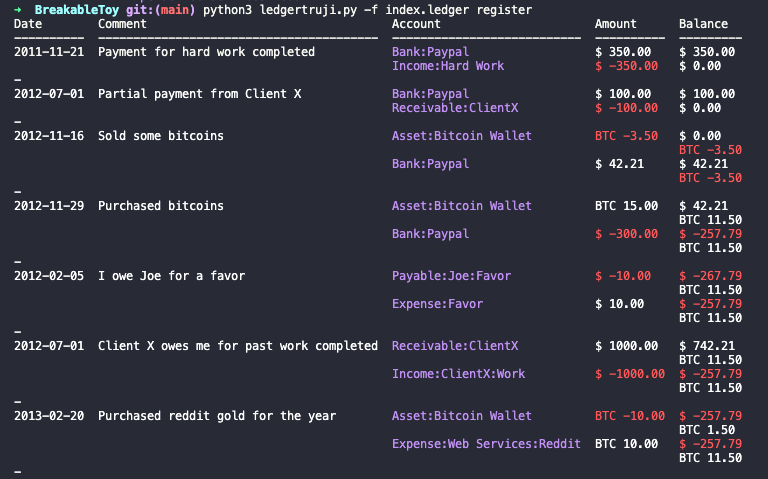 → BreakableToy git:(main) python3 ledgertruji.py -f index.ledger register
Date Comment Account Amount Balance
---------- ---------------------------------------- --------------------------- --------- ---------
2011-11-21 Payment for hard work completed Bank:Paypal $ 350.00 $ 350.00
Income:Hard Work $ -350.00 $ 0.00
_
2012-07-01 Partial payment from Client X Bank:Paypal $ 100.00 $ 100.00
Receivable:ClientX $ -100.00 $ 0.00
_
2012-11-16 Sold some bitcoins Asset:Bitcoin Wallet BTC -3.50 $ 0.00
BTC -3.50
Bank:Paypal $ 42.21 $ 42.21
BTC -3.50
_
2012-11-29 Purchased bitcoins Asset:Bitcoin Wallet BTC 15.00 $ 42.21
BTC 11.50
Bank:Paypal $ -300.00 $ -257.79
BTC 11.50
_
2012-02-05 I owe Joe for a favor Payable:Joe:Favor $ -10.00 $ -267.79
BTC 11.50
Expense:Favor $ 10.00 $ -257.79
BTC 11.50
_
2012-07-01 Client X owes me for past work completed Receivable:ClientX $ 1000.00 $ 742.21
BTC 11.50
Income:ClientX:Work $ -1000.00 $ -257.79
BTC 11.50
_
2013-02-20 Purchased reddit gold for the year Asset:Bitcoin Wallet BTC -10.00 $ -257.79
BTC 1.50
Expense:Web Services:Reddit BTC 10.00 $ -257.79
BTC 11.50
_